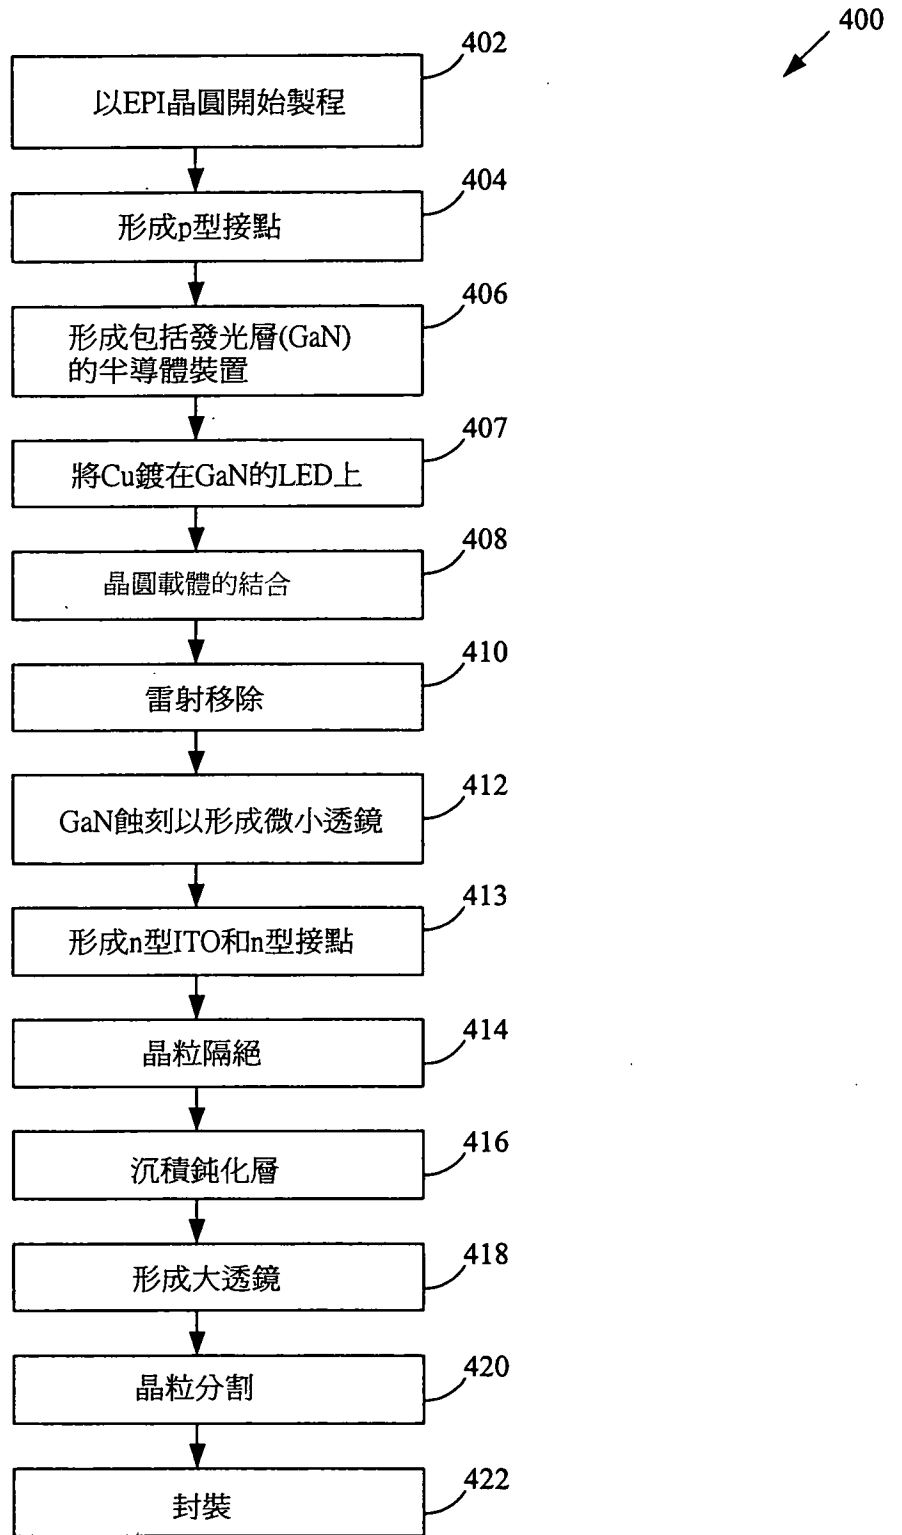 400
402
以EPI晶圓開始製程
404
形成p型接點
406
形成包括發光層(GaN)
的半導體裝置
407
將Cu鍍在GaN的LED上
408
晶圓載體的結合
410
雷射移除
412
GaN蝕刻以形成微小透鏡
413
形成n型ITO和n型接點
414
晶粒隔絕
416
沉積鈍化層
418
形成大透鏡
420
晶粒分割
422
封裝